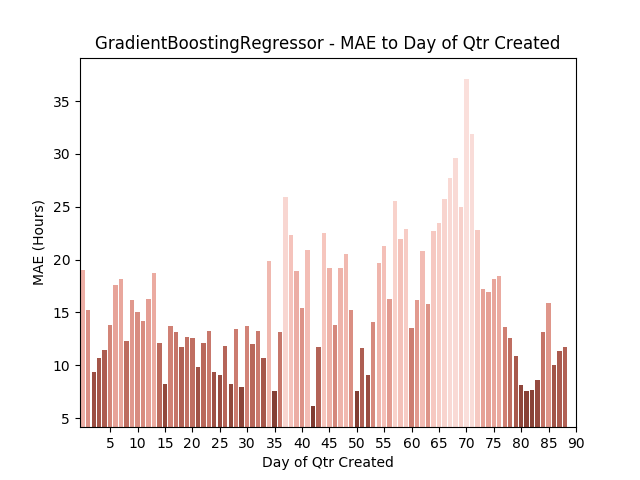 GradientBoostingRegressor - MAE to Day of Qtr Created
MAE (Hours)
35
30
25
20
15
10
5
5 10 15 20 25 30 35 40 45 50 55 60 65 70 75 80 85 90
Day of Qtr Created